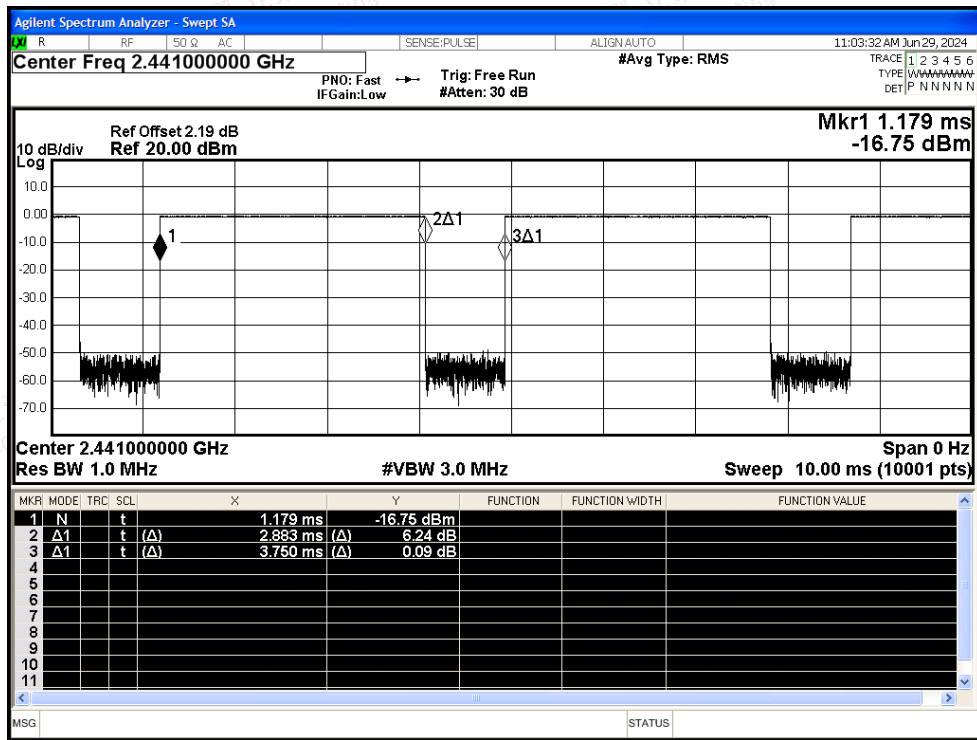 Agilent Spectrum Analyzer - Swept SA
LXI R RF 50 Ω AC SENSE:PULSE ALIGN AUTO 11:03:32 AM Jun 29, 2024
Center Freq 2.441000000 GHz #Avg Type: RMS TRACE 1 2 3 4 5 6
PNO: Fast Trig: Free Run TYPE WWWWWW
IFGain:Low #Atten: 30 dB DET P N N N N N
Mkr1 1.179 ms
Ref Offset 2.19 dB
10 dB/div Ref 20.00 dBm -16.75 dBm
Log
10.0
0.00
2Δ1
1
3Δ1
-10.0
-20.0
-30.0
-40.0
-50.0
-60.0
-70.0
Center 2.441000000 GHz Span 0 Hz
Res BW 1.0 MHz #VBW 3.0 MHz Sweep 10.00 ms (10001 pts)
MKR MODE TRC SCL X Y FUNCTION FUNCTION WIDTH FUNCTION VALUE
1 N t 1.179 ms -16.75 dBm
2 Δ1 t (Δ) 2.883 ms (Δ) 6.24 dB
3 Δ1 t (Δ) 3.750 ms (Δ) 0.09 dB
4
5
6
7
8
9
10
11
MSG STATUS